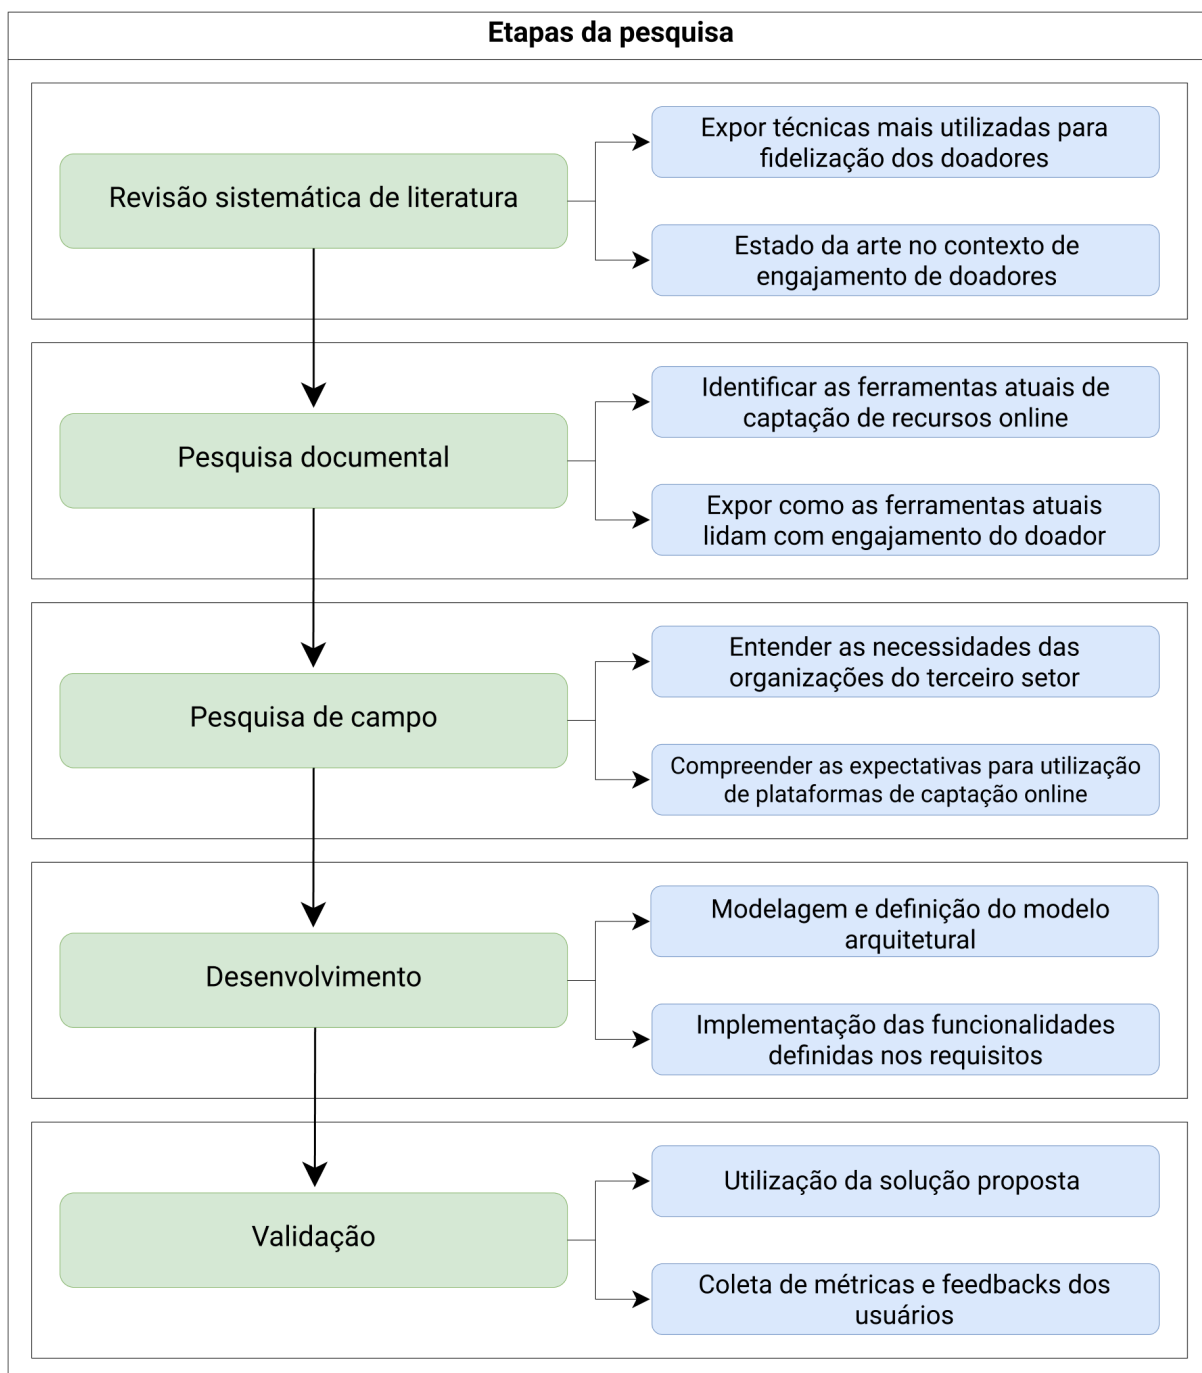 Etapas da pesquisa
Revisão sistemática de literatura
Expor técnicas mais utilizadas para
fidelização dos doadores
Estado da arte no contexto de
engajamento de doadores
Pesquisa documental
Identificar as ferramentas atuais de
captação de recursos online
Expor como as ferramentas atuais
lidam com engajamento do doador
Pesquisa de campo
Entender as necessidades das
organizações do terceiro setor
Compreender as expectativas para utilização
de plataformas de captação online
Desenvolvimento
Modelagem e definição do modelo
arquitetural
Implementação das funcionalidades
definidas nos requisitos
Validação
Utilização da solução proposta
Coleta de métricas e feedbacks dos
usuários